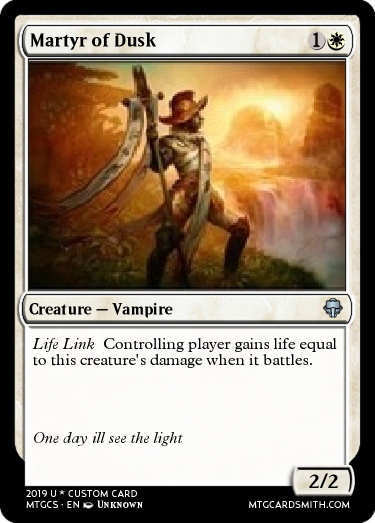 Martyr of Dusk 1
Creature — Vampire
Life Link Controlling player gains life equal
to this creature's damage when it battles.
One day ill see the light
2/2
2019 U * CUSTOM CARD
MTGCS · EN Unknown MTGCARDSMITH.COM